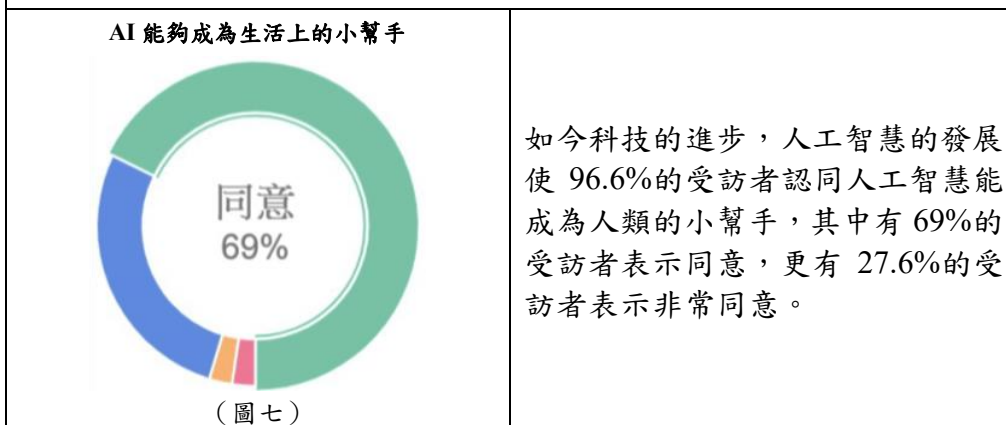 AI 能夠成為生活上的小幫手
同意
69%
（圖七）
如今科技的進步，人工智慧的發展
使 96.6%的受訪者認同人工智慧能
成為人類的小幫手，其中有 69%的
受訪者表示同意，更有 27.6%的受
訪者表示非常同意。